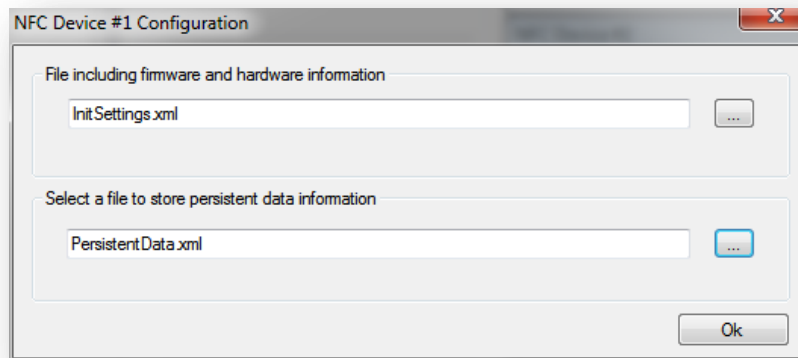 NFC Device #1 Configuration
File including firmware and hardware information
InitSettings.xml
...
Select a file to store persistent data information
PersistentData.xml
...
Ok